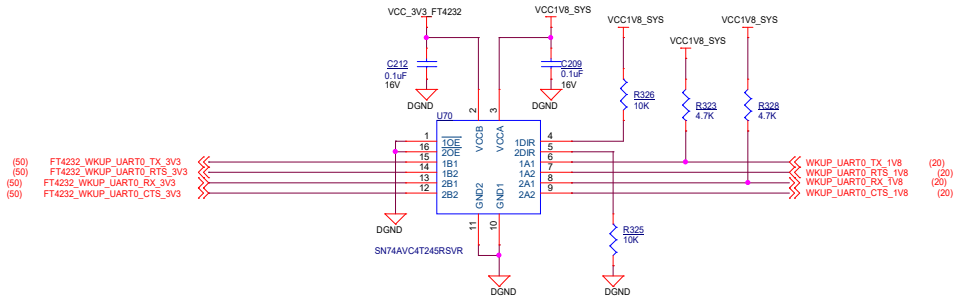 VCC_3V3_FT4232
VCC1V8_SYS
VCC1V8_SYS
VCC1V8_SYS
VCC1V8_SYS
C212
0.1uF
16V
DGND
C209
0.1uF
16V
DGND
R326
10K
R323
4.7K
R328
4.7K
U70
2
3
VCCB
VCCA
1
1OE
1DIR
4
16
2OE
2DIR
5
(50)
FT4232_WKUP_UART0_TX_3V3
15
1B1
1A1
6
WKUP_UART0_TX_1V8
(20)
(50)
FT4232_WKUP_UART0_RTS_3V3
14
1B2
1A2
7
WKUP_UART0_RTS_1V8
(20)
(50)
FT4232_WKUP_UART0_RX_3V3
13
2B1
2A1
8
WKUP_UART0_RX_1V8
(20)
(50)
FT4232_WKUP_UART0_CTS_3V3
12
2B2
2A2
9
WKUP_UART0_CTS_1V8
(20)
GND2
GND1
11
10
DGND
SN74AVC4T245RSVR
R325
10K
DGND
DGND